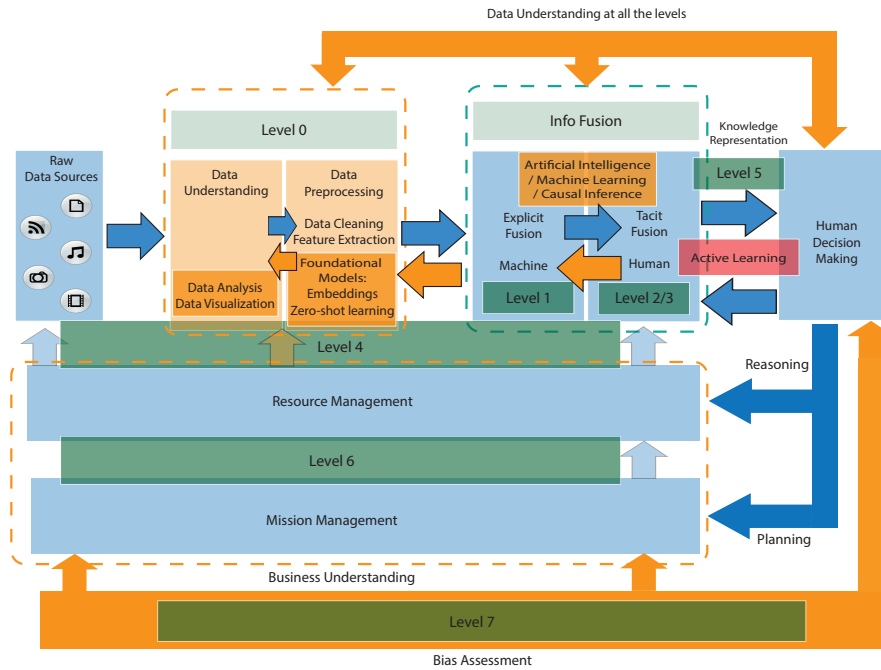 Data Understanding at all the levels
Level 0
Info Fusion
Knowledge
Representation
Raw
Data Sources
Data
Understanding
Data
Preprocessing
Artificial Intelligence
/ Machine Learning
/ Causal Inference
Level 5
Data Cleaning
Feature Extraction
Explicit
Fusion
Tacit
Fusion
Human
Decision
Making
Foundational
Models:
Embeddings
Zero-shot learning
Data Analysis
Data Visualization
Machine
Human
Active Learning
Level 1
Level 2/3
Level 4
Reasoning
Resource Management
Level 6
Mission Management
Planning
Business Understanding
Level 7
Bias Assessment